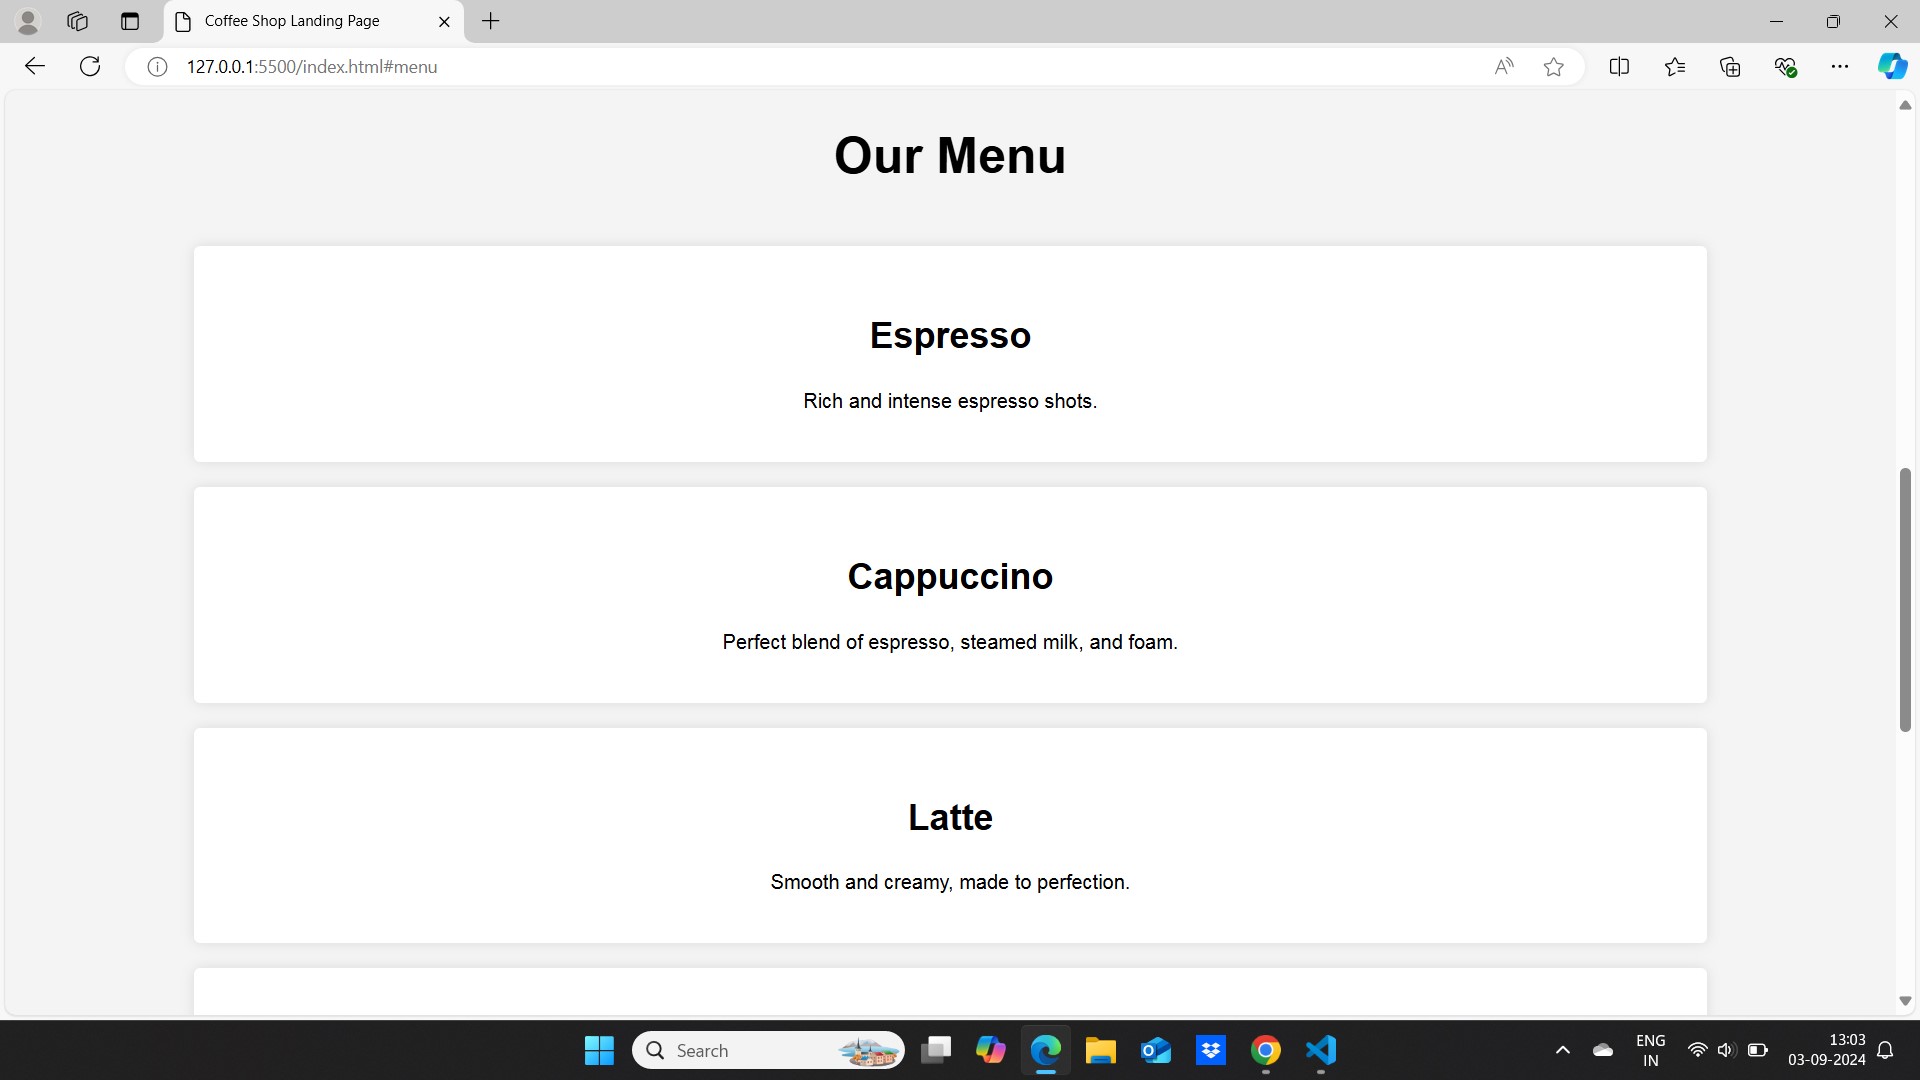 Coffee Shop Landing Page
127.0.0.1:5500/index.html#menu
Our Menu
Espresso
Rich and intense espresso shots.
Cappuccino
Perfect blend of espresso, steamed milk, and foam.
Latte
Smooth and creamy, made to perfection.
Search
ENG
IN
13:03
03-09-2024